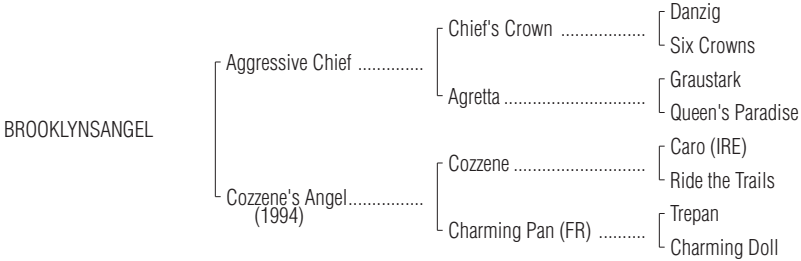 Danzig
Chief's Crown ..................
Six Crowns
Aggressive Chief ..............
Graustark
Agretta ..............................
Queen's Paradise
BROOKLYNSANGEL
Caro (IRE)
Cozzene ............................
Ride the Trails
Cozzene's Angel................
(1994)
Trepan
Charming Pan (FR) ..........
Charming Doll